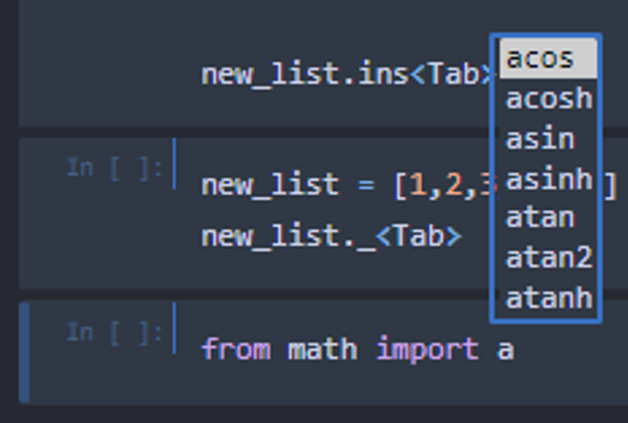 new_list.ins<Tab>
acos
acosh
asin
asinh
atan
atan2
atanh
In [ ]:
new_list = [1,2,3 ]
new_list._<Tab>
In [ ]:
from math import a